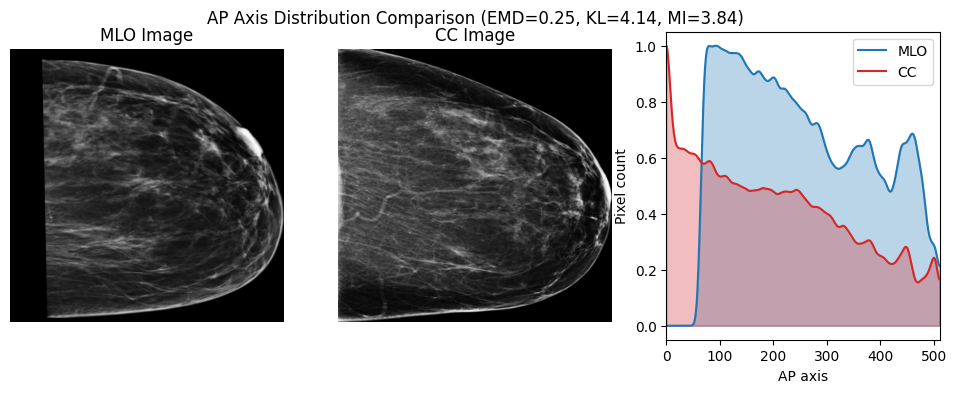 AP Axis Distribution Comparison (EMD=0.25, KL=4.14, MI=3.84)
MLO Image
CC Image
MLO
CC
Pixel count
1.0
0.8
0.6
0.4
0.2
0.0
0 100 200 300 400 500
AP axis